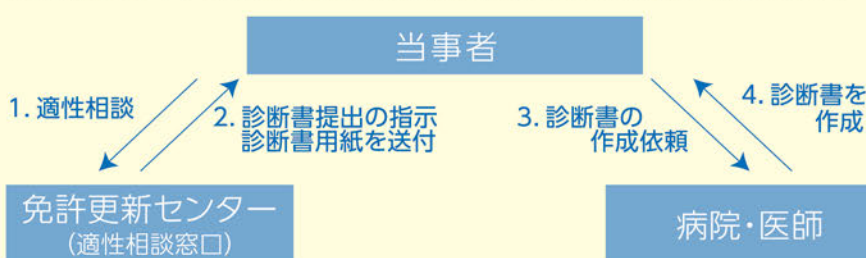 当事者
1. 適性相談
2. 診断書提出の指示
診断書用紙を送付
3. 診断書の
作成依頼
4. 診断書を
作成
免許更新センター
(適性相談窓口)
病院・医師